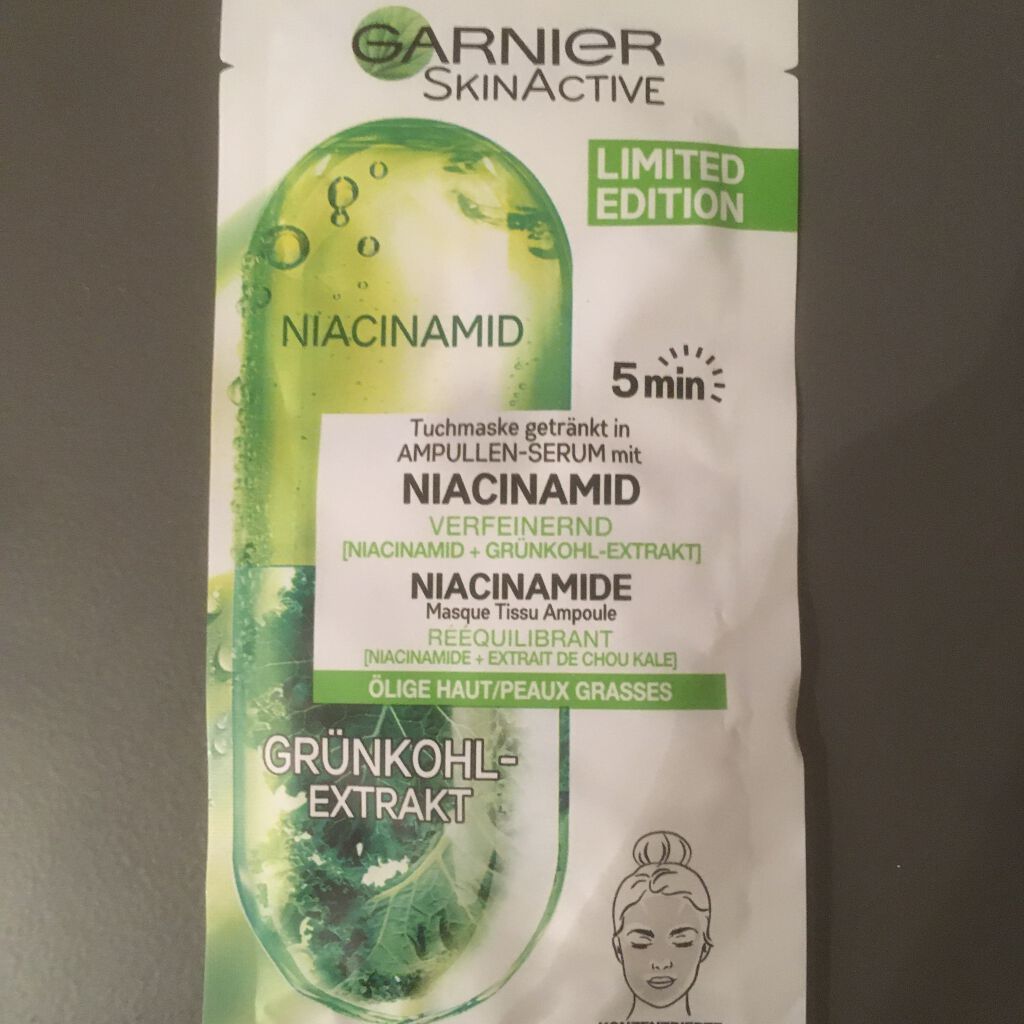 GARNIER
SKINACTIVE
LIMITED
EDITION
NIACINAMID
5 min
Tuchmaske getränkt in
AMPULLEN-SERUM mit
NIACINAMID
VERFEINERND
[NIACINAMID + GRÜNKOHL-EXTRAKT]
NIACINAMIDE
Masque Tissu Ampoule
RÉÉQUILIBRANT
[NIACINAMIDE + EXTRAIT DE CHOU KALE]
ÖLIGE HAUT/PEAUX GRASSES
GRÜNKOHL-
EXTRAKT